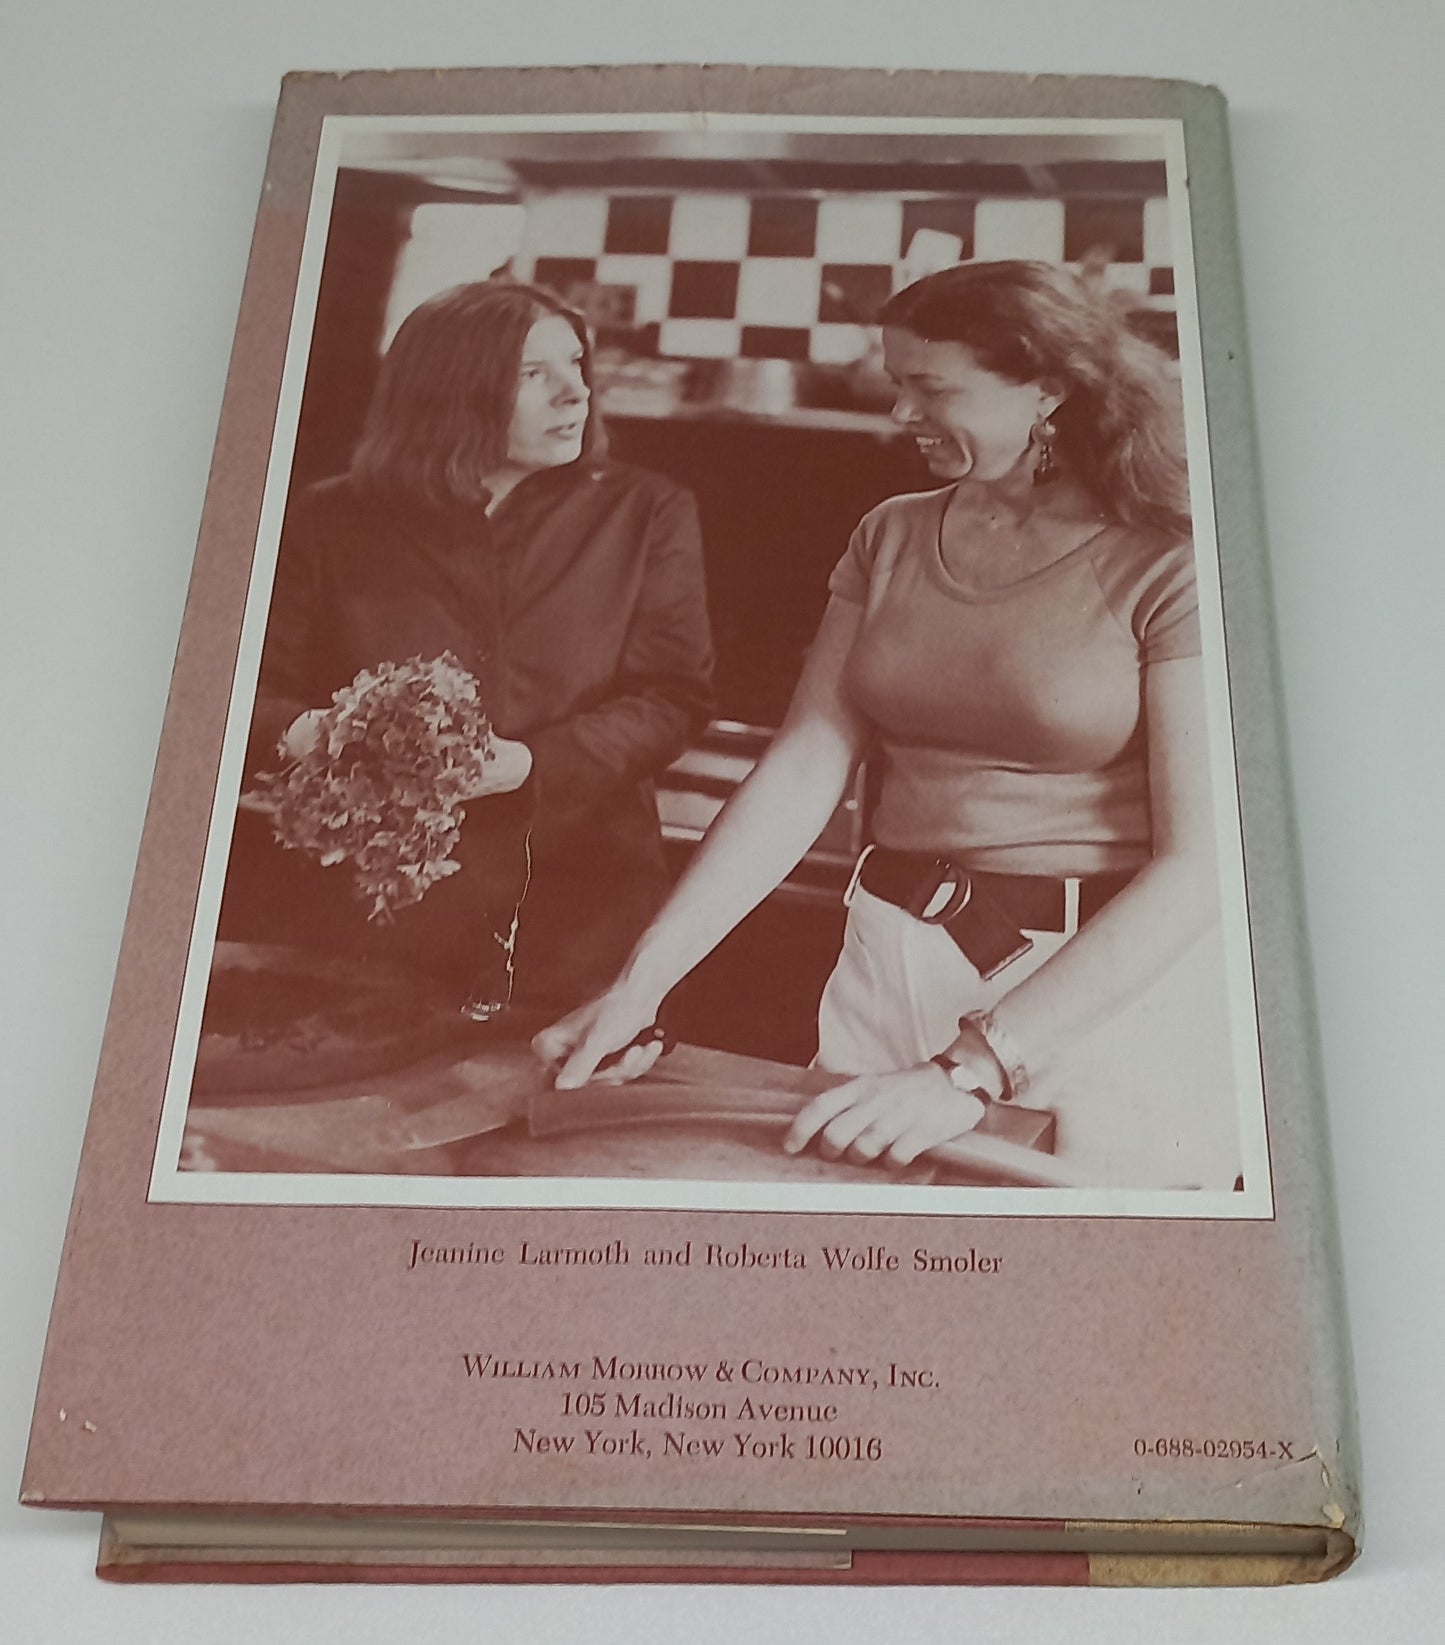 Jeanine Larmoth and Roberta Wolfe Smoler
WILLIAM MORROW & COMPANY, INC.
105 Madison Avenue
New York, New York 10016
0-688-02954-X